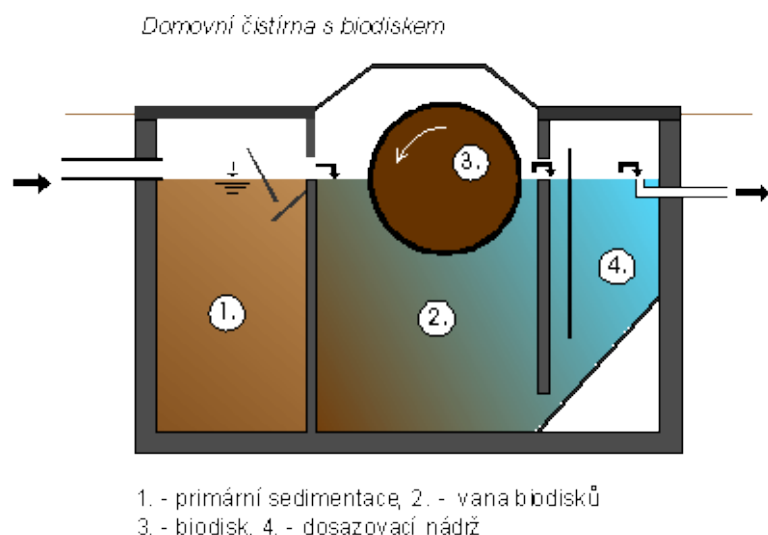 Domovní čistírna s biodiskem
3.
4.
1.
2.
1. - primární sedimentace, 2. - vana biodisků
3. - biodisk, 4. - dosazovací nádrž